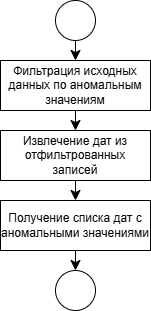 Фильтрация исходных
данных по аномальным
значениям
Извлечение дат из
отфильтрованных
записей
Получение списка дат с
аномальными значениями